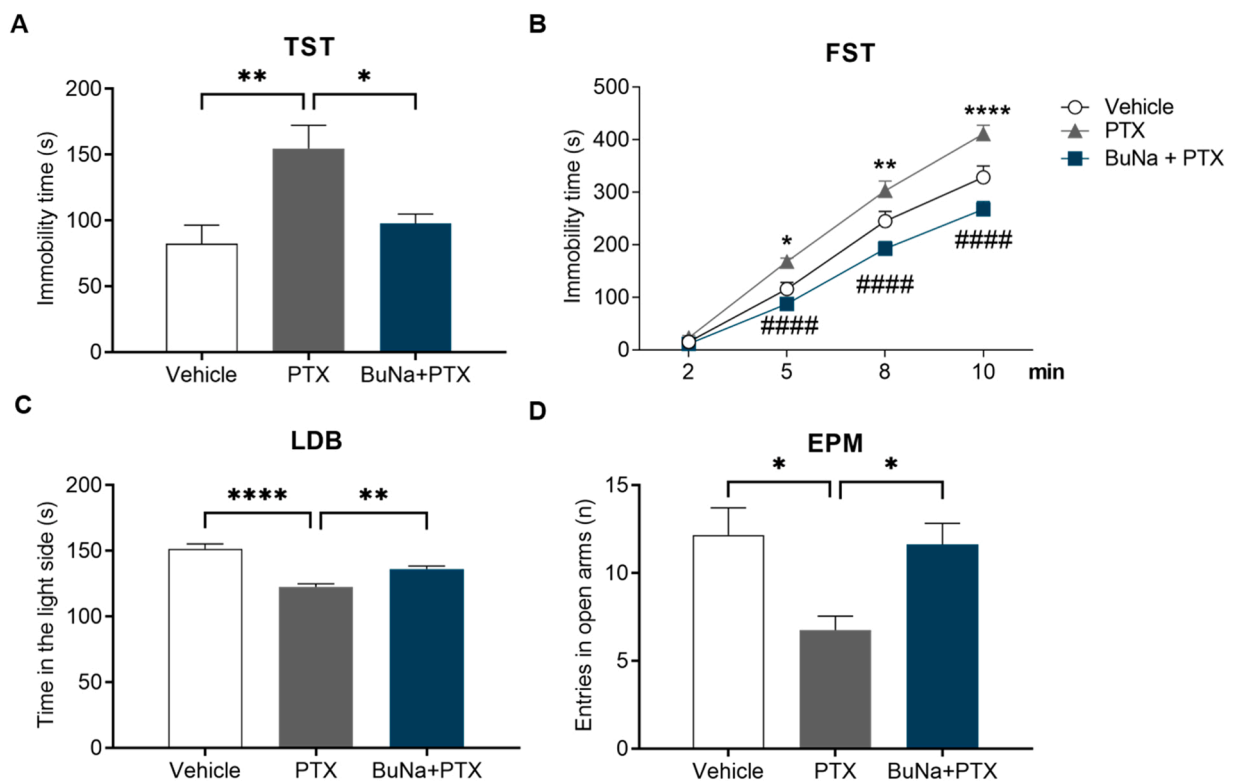 A
TST
** *
Immobility time (s)
200
150
100
50
0
Vehicle PTX BuNa+PTX
B
FST
Immobility time (s)
500
400
300
200
100
0
* ** **** 
#### #### ####
2 5 8 10 min
Vehicle
PTX
BuNa + PTX
C
LDB
**** **
Time in the light side (s)
200
150
100
50
0
Vehicle PTX BuNa+PTX
D
EPM
* *
Entries in open arms (n)
15
10
5
0
Vehicle PTX BuNa+PTX